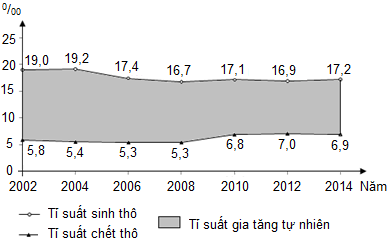 0/00
25
20
15
10
5
0
19,0 19,2 17,4 16,7 17,1 16,9 17,2
5,8 5,4 5,3 5,3 6,8 7,0 6,9
2002 2004 2006 2008 2010 2012 2014 Năm
Tỉ suất sinh thô
Tỉ suất chết thô
Tỉ suất gia tăng tự nhiên